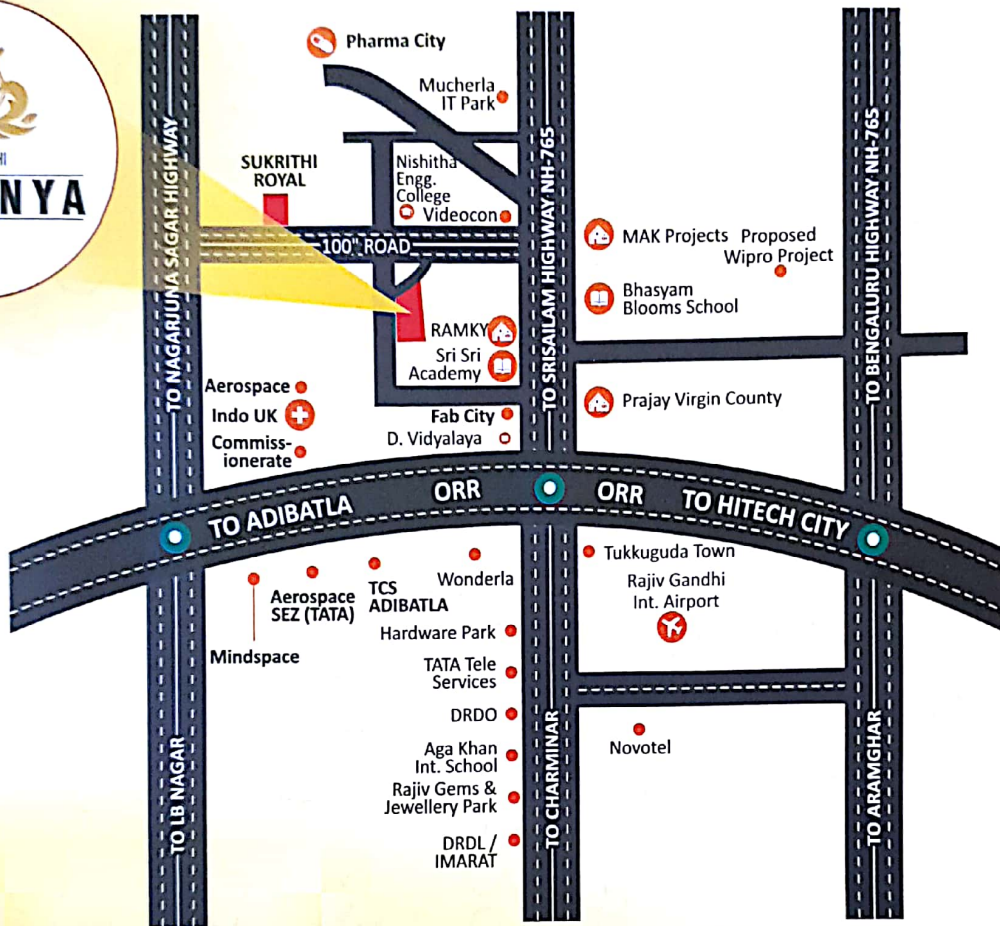 Pharma City
Mucherla
IT Park
SUKRITHI
ROYAL
Nishitha
Engg.
College
Videocon
100" ROAD
HI
NYA
TO NAGARJUNA SAGAR HIGHWAY
TO SRISAILAM HIGHWAY NH-765
TO BENGALURU HIGHWAY NH-765
MAK Projects
Proposed
Wipro Project
Bhasyam
Blooms School
RAMKY
Sri Sri
Academy
Aerospace
Indo UK
Commiss-
ionerate
Fab City
D. Vidyalaya
Prajay Virgin County
TO ADIBATLA
ORR
ORR
TO HITECH CITY
Mindspace
Aerospace
SEZ (TATA)
TCS
ADIBATLA
Wonderla
Tukkuguda Town
Rajiv Gandhi
Int. Airport
Hardware Park
TATA Tele
Services
DRDO
Aga Khan
Int. School
Rajiv Gems &
Jewellery Park
DRDL /
IMARAT
Novotel
TO LB NAGAR
TO CHARMINAR
TO ARAMGHAR